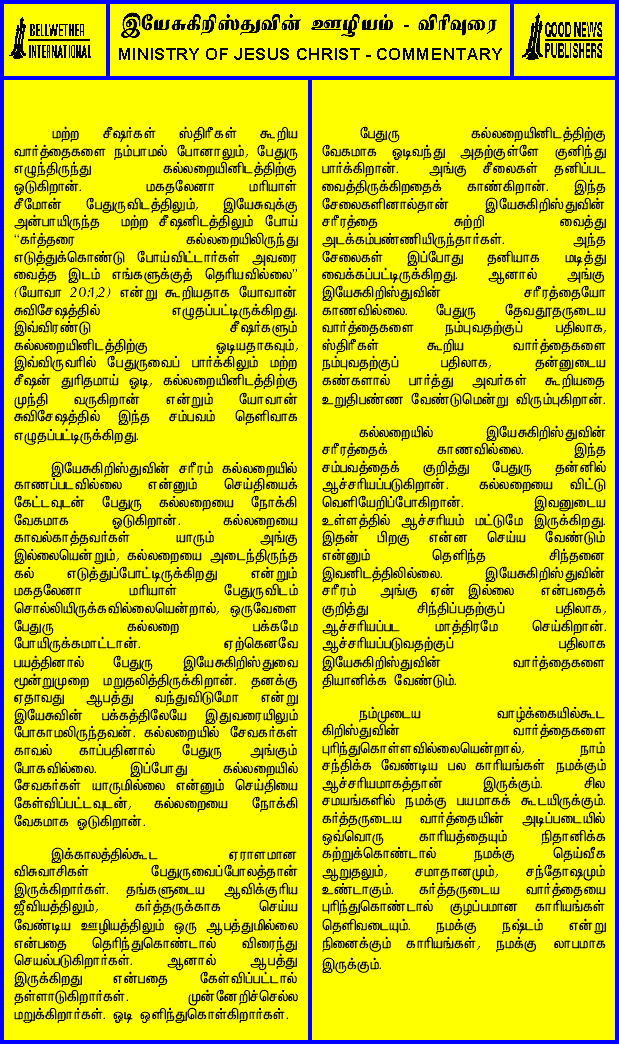 BELLWETHER
INTERNATIONAL
இயேசுகிறிஸ்துவின் ஊழியம் - விரிவுரை
MINISTRY OF JESUS CHRIST - COMMENTARY
GOOD NEWS
PUBLISHERS
மற்ற சீஷர்கள் ஸ்திரீகள் கூறிய
வார்த்தைகளை நம்பாமல் போனாலும், பேதுரு
எழுந்திருந்து கல்லறையினிடத்திற்கு
ஒடுகிறான். மகதலேனா மரியாள்
சீமோன் பேதுருவிடத்திலும், இயேசுவுக்கு
அன்பாயிருந்த மற்ற சீஷனிடத்திலும் போய்
“கர்த்தரை கல்லறையிலிருந்து
எடுத்துக்கொண்டு போய்விட்டார்கள் அவரை
வைத்த இடம் எங்களுக்குத் தெரியவில்லை”
(யோவா 20:1,2) என்று கூறியதாக யோவான்
சுவிசேஷத்தில் எழுதப்பட்டிருக்கிறது.
இவ்விரண்டு சீஷர்களும்
கல்லறையினிடத்திற்கு ஒடியதாகவும்,
இவ்விருவரில் பேதுருவைப் பார்க்கிலும் மற்ற
சீஷன் துரிதமாய் ஓடி, கல்லறையினிடத்திற்கு
முந்தி வருகிறான் என்றும் யோவான்
சுவிசேஷத்தில் இந்த சம்பவம் தெளிவாக
எழுதப்பட்டிருக்கிறது.
இயேசுகிறிஸ்துவின் சரீரம் கல்லறையில்
காணப்படவில்லை என்னும் செய்தியைக்
கேட்டவுடன் பேதுரு கல்லறையை நோக்கி
வேகமாக ஒடுகிறான். கல்லறையை
காவல்காத்தவர்கள் யாரும் அங்கு
இல்லையென்றும், கல்லறையை அடைந்திருந்த
கல் எடுத்துப்போட்டிருக்கிறது என்றும்
மகதலேனா மரியாள் பேதுருவிடம்
சொல்லியிருக்கவில்லையென்றால், ஒருவேளை
பேதுரு கல்லறை பக்கமே
போயிருக்கமாட்டான். ஏற்கெனவே
பயத்தினால் பேதுரு இயேசுகிறிஸ்துவை
மூன்றுமுறை மறுதலித்திருக்கிறான். தனக்கு
ஏதாவது ஆபத்து வந்துவிடுமோ என்று
இயேசுவின் பக்கத்திலேயே இதுவரையிலும்
போகாமலிருந்தவன். கல்லறையில் சேவகர்கள்
காவல் காப்பதினால் பேதுரு அங்கும்
போகவில்லை. இப்போது கல்லறையில்
சேவகர்கள் யாருமில்லை என்னும் செய்தியை
கேள்விப்பட்டவுடன், கல்லறையை நோக்கி
வேகமாக ஒடுகிறான்.
இக்காலத்தில்கூட ஏராளமான
விசுவாசிகள் பேதுருவைப்போலத்தான்
இருக்கிறார்கள். தங்களுடைய ஆவிக்குரிய
ஜீவியத்திலும், கர்த்தருக்காக செய்ய
வேண்டிய ஊழியத்திலும் ஒரு ஆபத்துமில்லை
என்பதை தெரிந்துகொண்டால் விரைந்து
செயல்படுகிறார்கள். ஆனால் ஆபத்து
இருக்கிறது என்பதை கேள்விப்பட்டால்
தள்ளாடுகிறார்கள். முன்னேறிச்செல்ல
மறுக்கிறார்கள். ஓடி ஒளிந்துகொள்கிறார்கள்.
பேதுரு கல்லறையினிடத்திற்கு
வேகமாக ஓடிவந்து அதற்குள்ளே குனிந்து
பார்க்கிறான். அங்கு சீலைகள் தனிப்பட
வைத்திருக்கிறதைக் காண்கிறான். இந்த
சேலைகளினால்தான் இயேசுகிறிஸ்துவின்
சரீரத்தை சுற்றி வைத்து
அடக்கம்பண்ணியிருந்தார்கள். அந்த
சேலைகள் இப்போது தனியாக மடித்து
வைக்கப்பட்டிருக்கிறது. ஆனால் அங்கு
இயேசுகிறிஸ்துவின் சரீரத்தையோ
காணவில்லை. பேதுரு தேவதூதருடைய
வார்த்தைகளை நம்புவதற்குப் பதிலாக,
ஸ்திரீகள் கூறிய வார்த்தைகளை
நம்புவதற்குப் பதிலாக, தன்னுடைய
கண்களால் பார்த்து அவர்கள் கூறியதை
உறுதிபண்ண வேண்டுமென்று விரும்புகிறான்.
கல்லறையில் இயேசுகிறிஸ்துவின்
சரீரத்தைக் காணவில்லை. இந்த
சம்பவத்தைக் குறித்து பேதுரு தன்னில்
ஆச்சரியப்படுகிறான். கல்லறையை விட்டு
வெளியேறிப்போகிறான். இவனுடைய
உள்ளத்தில் ஆச்சரியம் மட்டுமே இருக்கிறது.
இதன் பிறகு என்ன செய்ய வேண்டும்
என்னும் தெளிந்த சிந்தனை
இவனிடத்திலில்லை. இயேசுகிறிஸ்துவின்
சரீரம் அங்கு ஏன் இல்லை என்பதைக்
குறித்து சிந்திப்பதற்குப் பதிலாக,
ஆச்சரியப்பட மாத்திரமே செய்கிறான்.
ஆச்சரியப்படுவதற்குப் பதிலாக
இயேசுகிறிஸ்துவின் வார்த்தைகளை
தியானிக்க வேண்டும்.
நம்முடைய வாழ்க்கையில்கூட
கிறிஸ்துவின் வார்த்தைகளை
புரிந்துகொள்ளவில்லையென்றால், நாம்
சந்திக்க வேண்டிய பல காரியங்கள் நமக்கும்
ஆச்சரியமாகத்தான் இருக்கும். சில
சமயங்களில் நமக்கு பயமாகக் கூடயிருக்கும்.
கர்த்தருடைய வார்த்தையின் அடிப்படையில்
ஒவ்வொரு காரியத்தையும் நிதானிக்க
கற்றுக்கொண்டால் நமக்கு தெய்வீக
ஆறுதலும், சமாதானமும், சந்தோஷமும்
உண்டாகும். கர்த்தருடைய வார்த்தையை
புரிந்துகொண்டால் குழப்பமான காரியங்கள்
தெளிவடையும். நமக்கு நஷ்டம் என்று
நினைக்கும் காரியங்கள், நமக்கு லாபமாக
இருக்கும்.